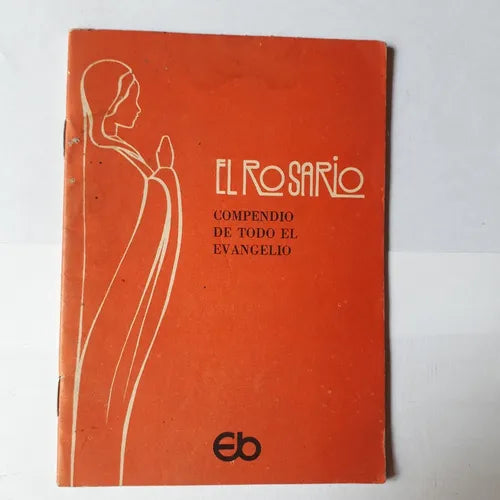 EL ROSARIO
COMPENDIO
DE TODO EL
EVANGELIO
Eb